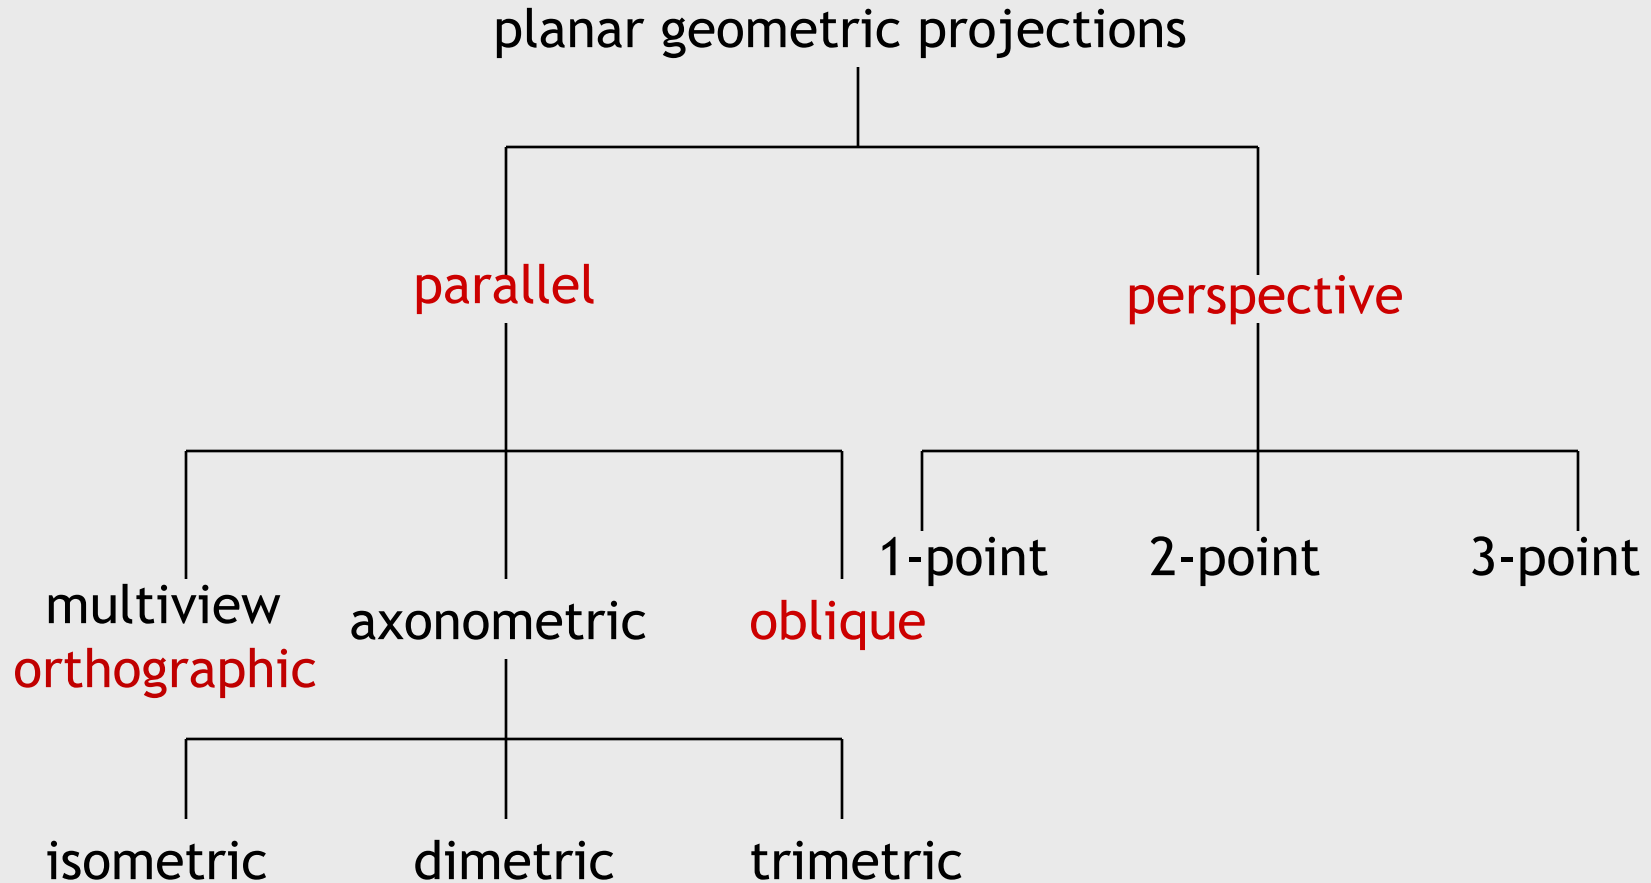 planar geometric projections
parallel
perspective
1-point
2-point
3-point
multiview
orthographic
axonometric
oblique
isometric
dimetric
trimetric